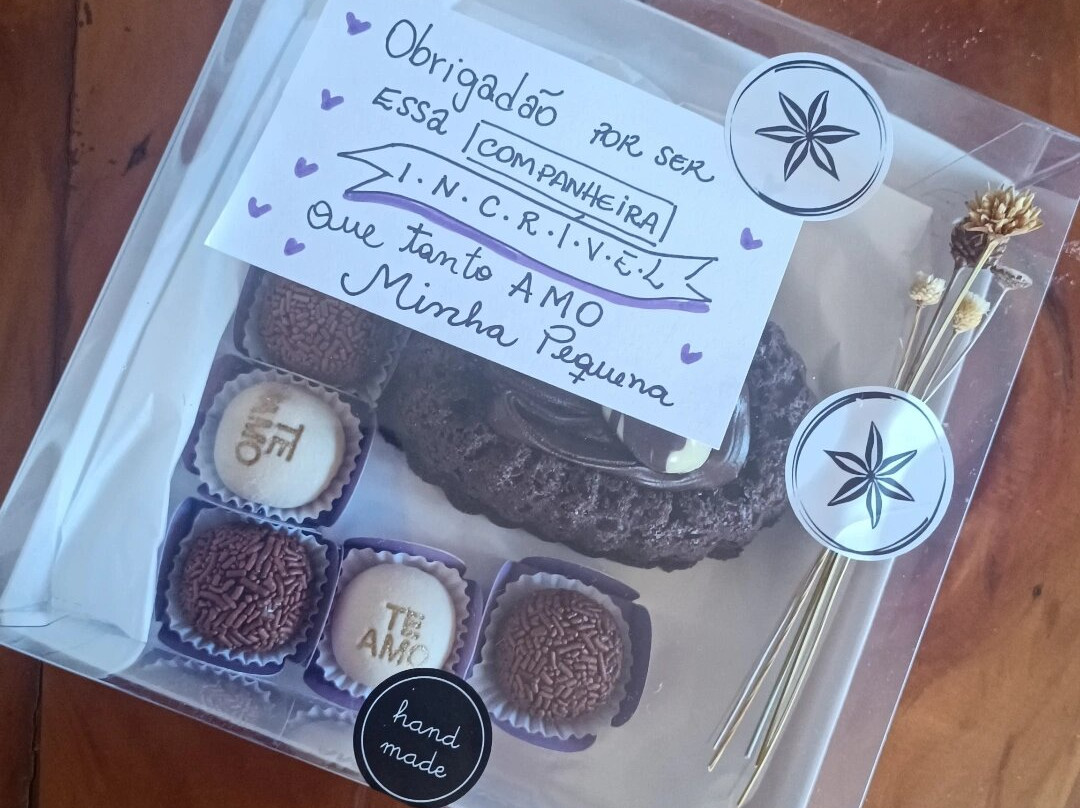 Obrigadão POR SER
ESSA COMPANHEIRA
I.N.C.R.Í.V.E.L
Que tanto AMO
Minha Pequena
TE
AMO
TE
AMO
hand
made